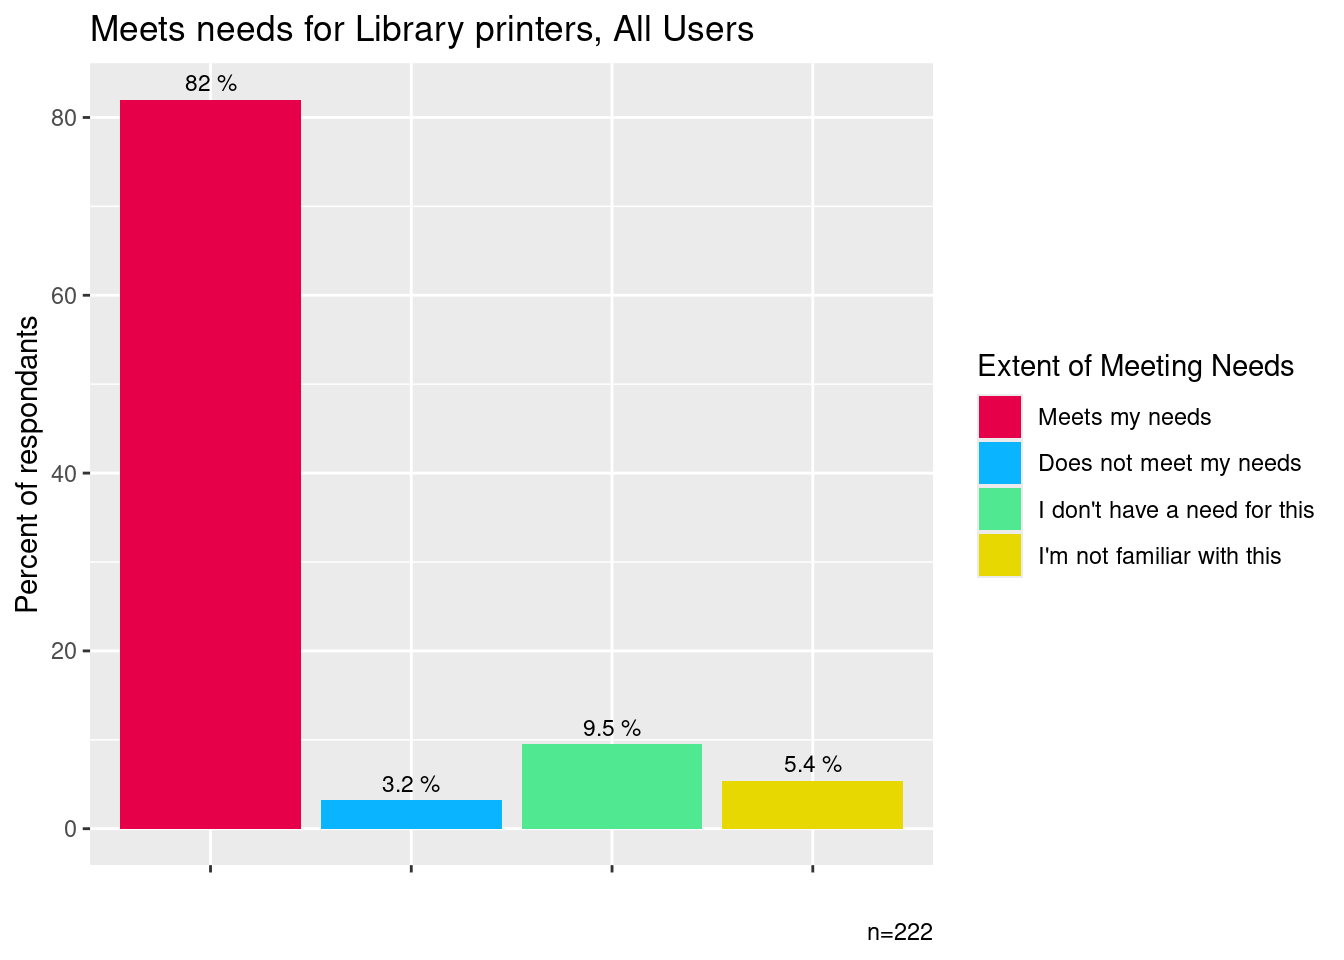 Meets needs for Library printers, All Users
82 %
80
60
40
20
0
3.2 %
9.5 %
5.4 %
Percent of respondants
Extent of Meeting Needs
Meets my needs
Does not meet my needs
I don't have a need for this
I'm not familiar with this
n=222